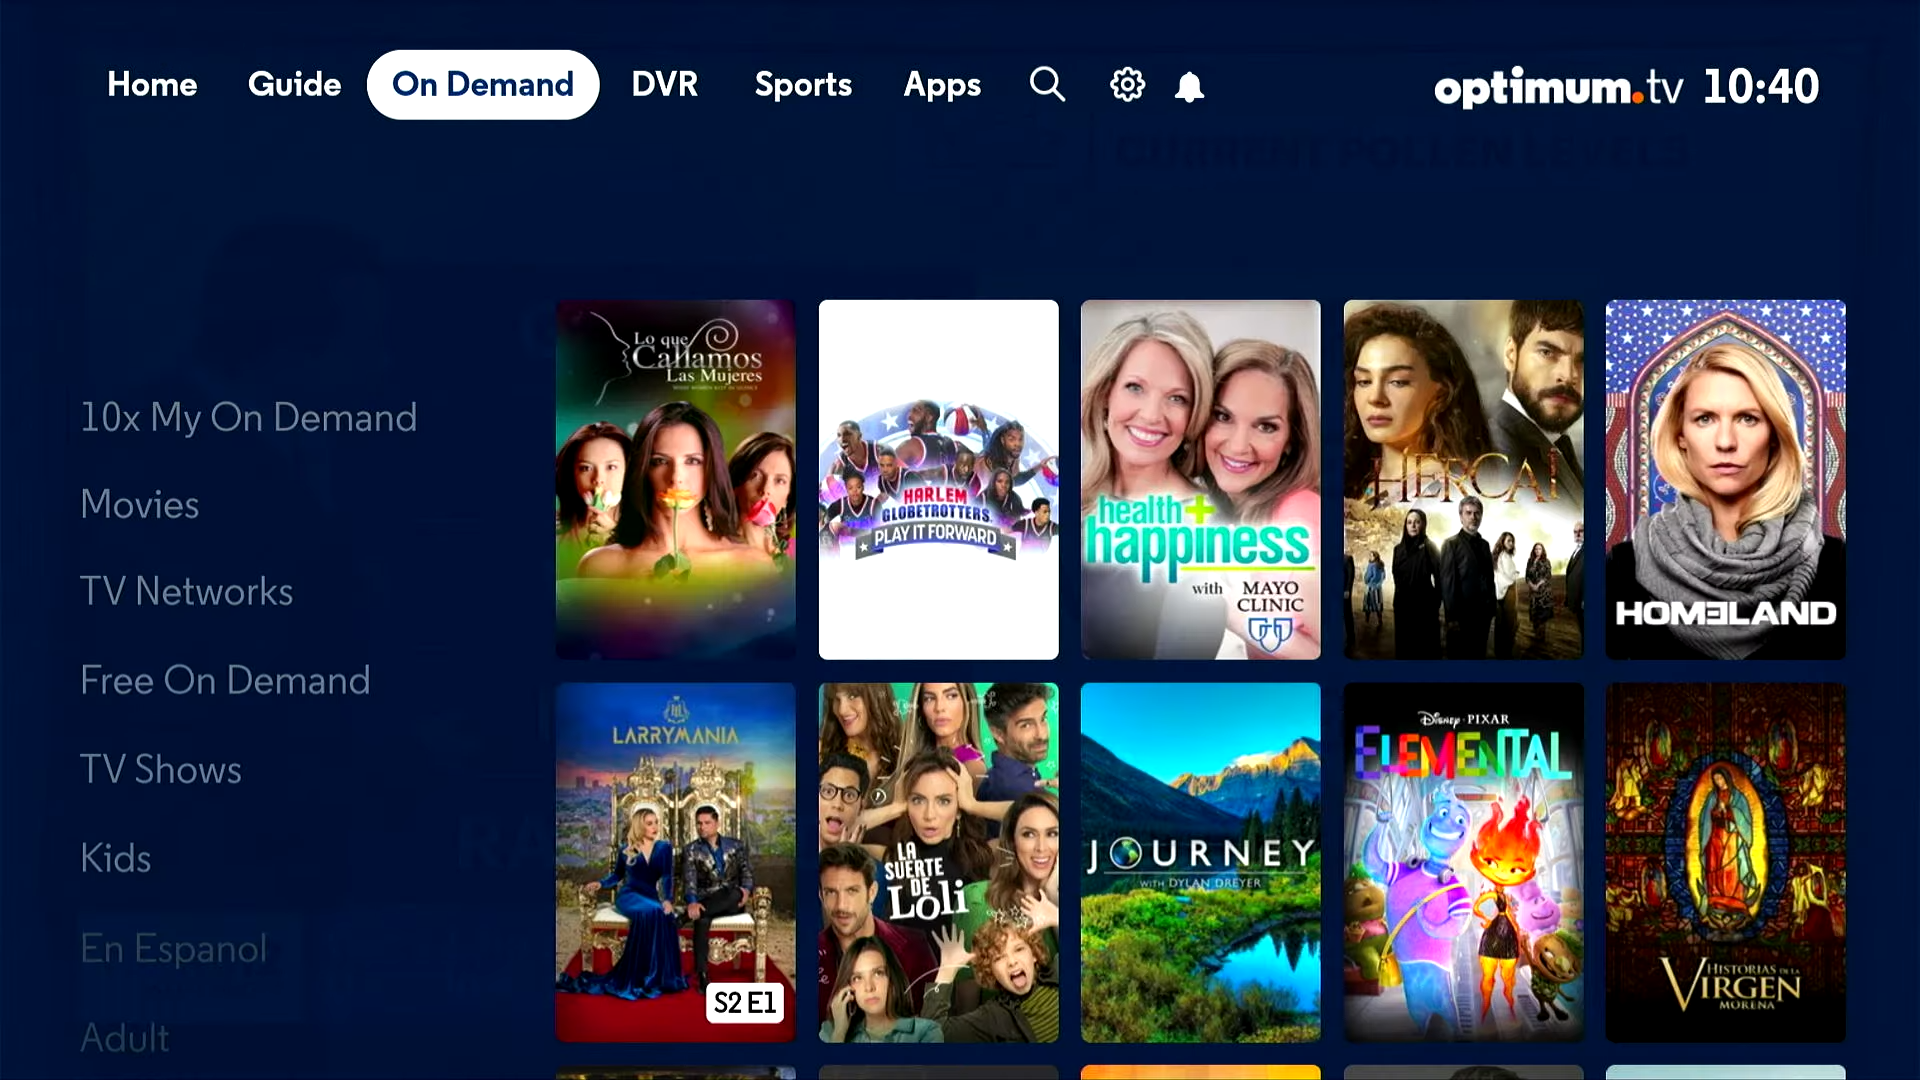 Home Guide On Demand DVR Sports Apps optimum.tv 10:40
CURRENT POLLEN LEVELS
10x My On Demand
Movies
TV Networks
Free On Demand
TV Shows
Kids
En Espanol
Adult
Lo que
Callamos
Las Mujeres
HARLEM
GLOBETROTTERS
PLAY IT FORWARD
health+
happiness
with MAYO
CLINIC
HERCAI
HOMELAND
LARRYMANIA
S2 E1
LA
SUERTE
DE
Loli
JOURNEY
WITH DYLAN DREYER
Disney·PIXAR
ELEMENTAL
HISTORIAS DE LA
VIRGEN
MORENA